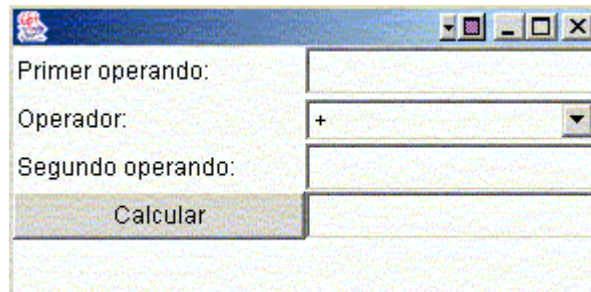 Primer operando:
Operador:
+
Segundo operando:
Calcular